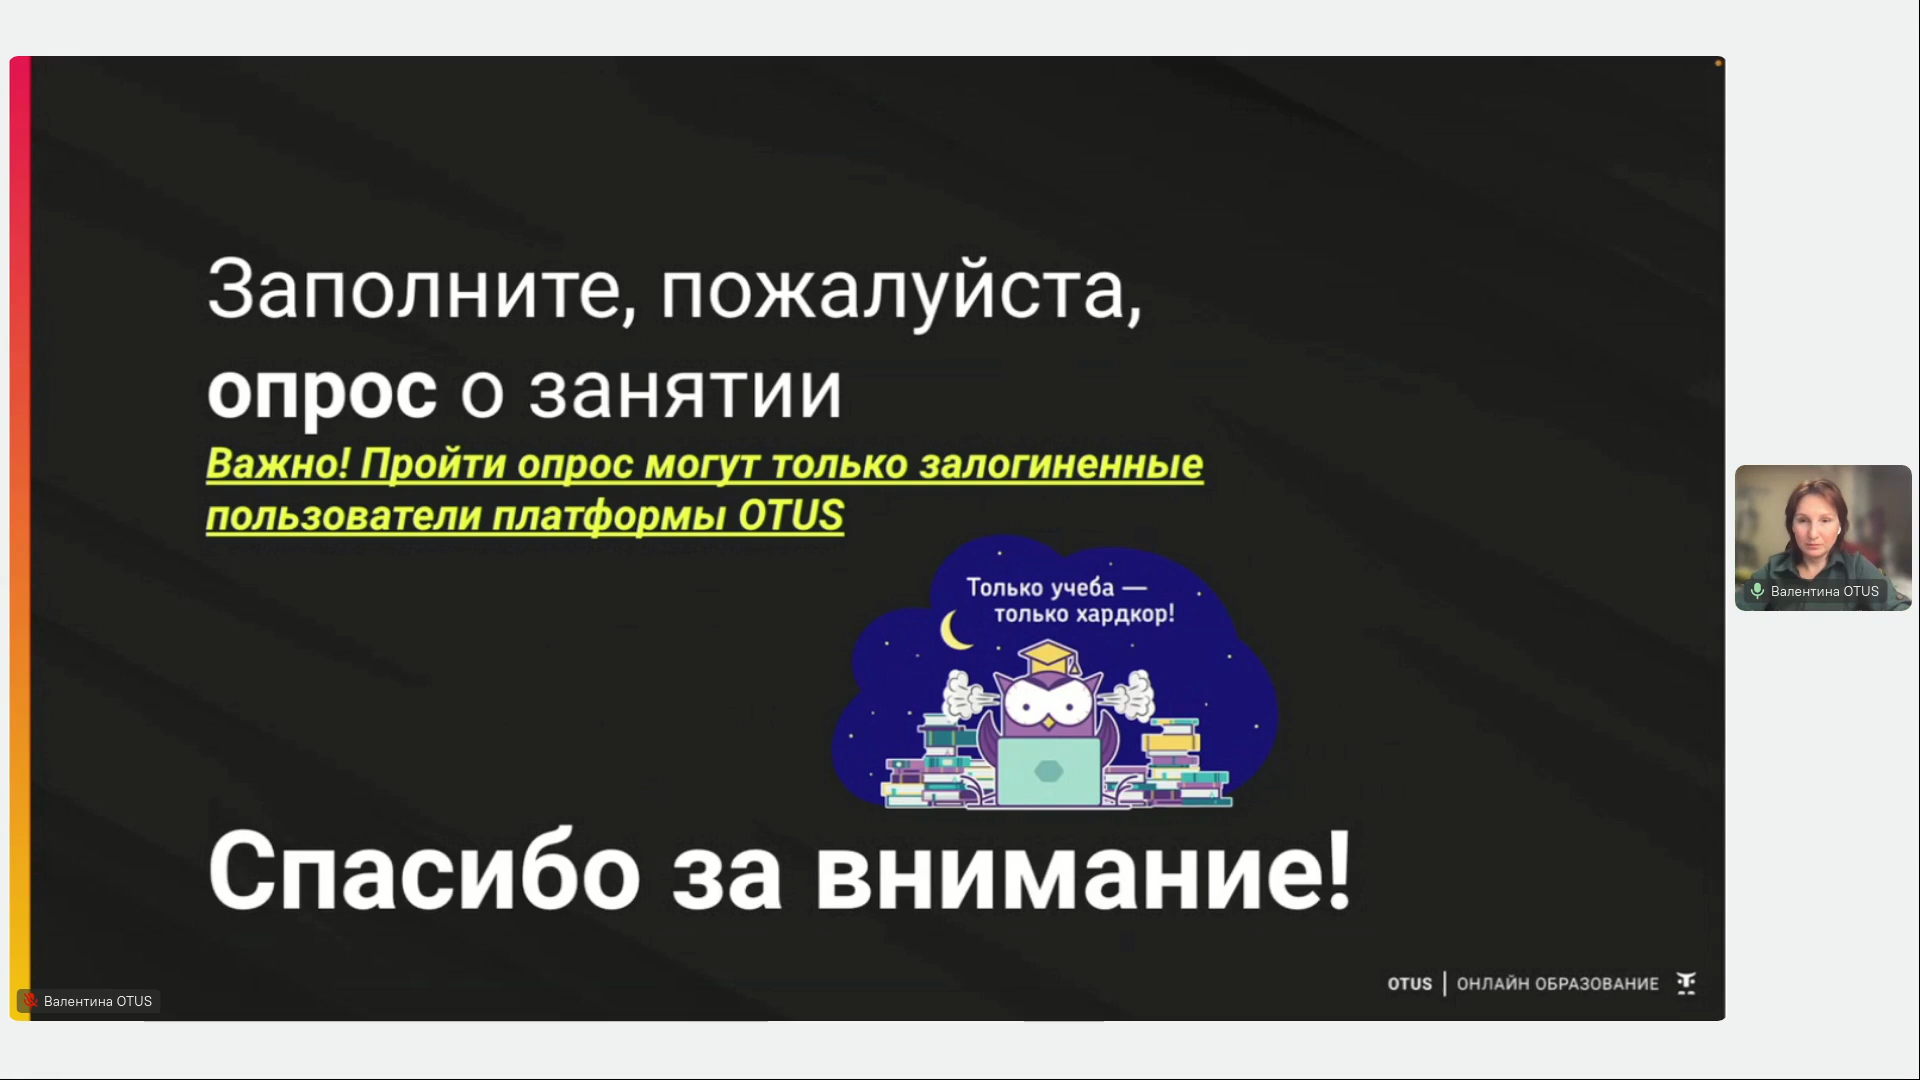 Заполните, пожалуйста,
опрос о занятии
Важно! Пройти опрос могут только залогиненные
пользователи платформы OTUS
Только учеба —
только хардкор!
Валентина OTUS
Спасибо за внимание!
OTUS | ОНЛАЙН ОБРАЗОВАНИЕ
Валентина OTUS